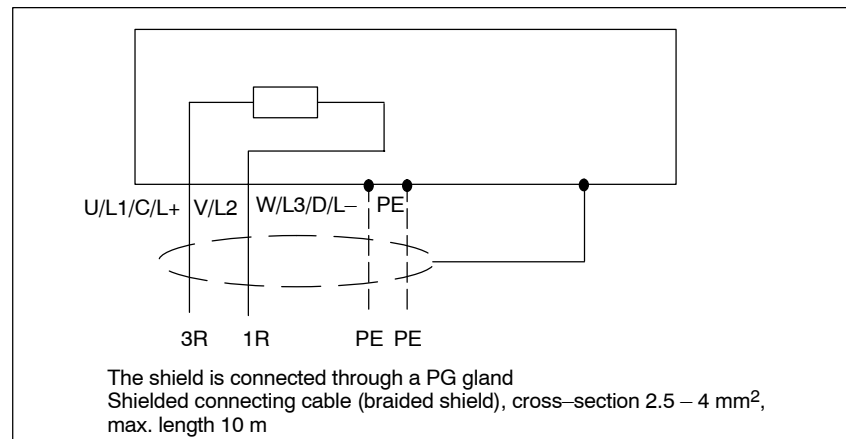 U/L1/C/L+ V/L2 W/L3/D/L– PE
3R 1R PE PE
The shield is connected through a PG gland
Shielded connecting cable (braided shield), cross–section 2.5 – 4 mm²,
max. length 10 m